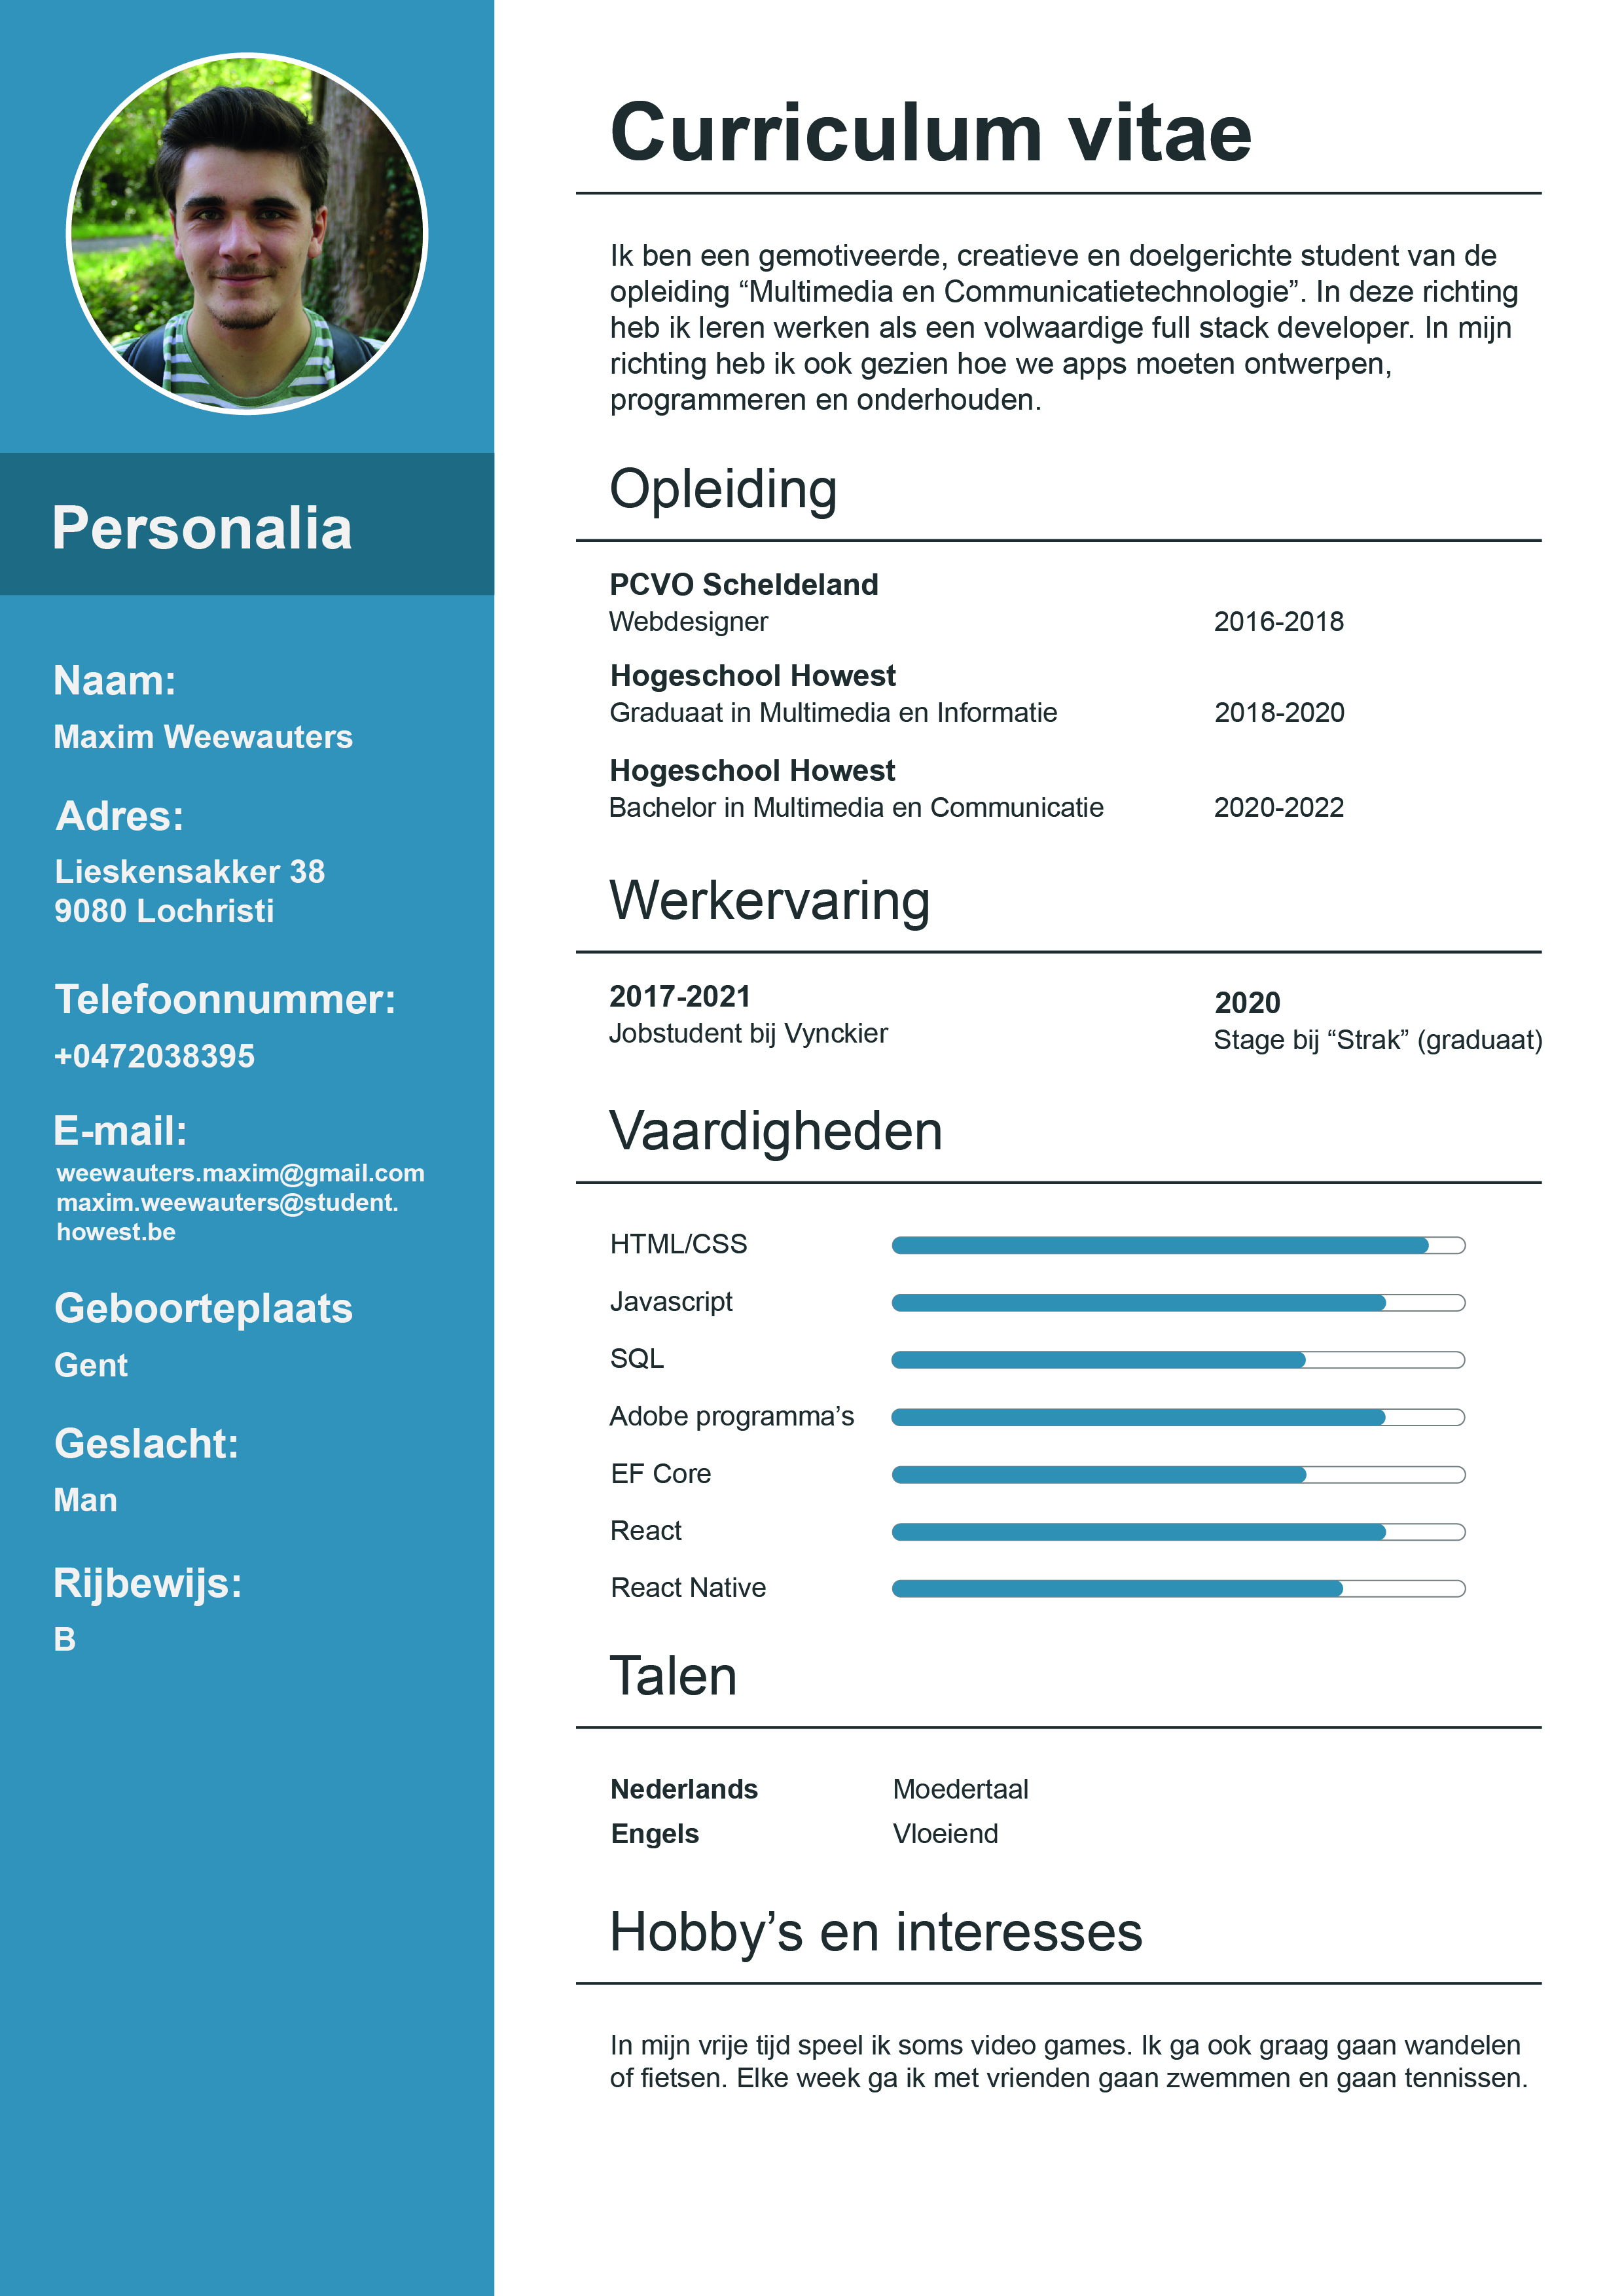 Curriculum vitae
Ik ben een gemotiveerde, creatieve en doelgerichte student van de
opleiding “Multimedia en Communicatietechnologie”. In deze richting
heb ik leren werken als een volwaardige full stack developer. In mijn
richting heb ik ook gezien hoe we apps moeten ontwerpen,
programmeren en onderhouden.
Personalia
Naam:
Maxim Weewauters
Adres:
Lieskensakker 38
9080 Lochristi
Telefoonnummer:
+0472038395
E-mail:
weewauters.maxim@gmail.com
maxim.weewauters@student.
howest.be
Geboorteplaats
Gent
Geslacht:
Man
Rijbewijs:
B
Opleiding
PCVO Scheldeland
Webdesigner 2016-2018
Hogeschool Howest
Graduaat in Multimedia en Informatie 2018-2020
Hogeschool Howest
Bachelor in Multimedia en Communicatie 2020-2022
Werkervaring
2017-2021
Jobstudent bij Vynckier
2020
Stage bij “Strak” (graduaat)
Vaardigheden
HTML/CSS
Javascript
SQL
Adobe programma’s
EF Core
React
React Native
Talen
Nederlands Moedertaal
Engels Vloeiend
Hobby’s en interesses
In mijn vrije tijd speel ik soms video games. Ik ga ook graag gaan wandelen
of fietsen. Elke week ga ik met vrienden gaan zwemmen en gaan tennissen.